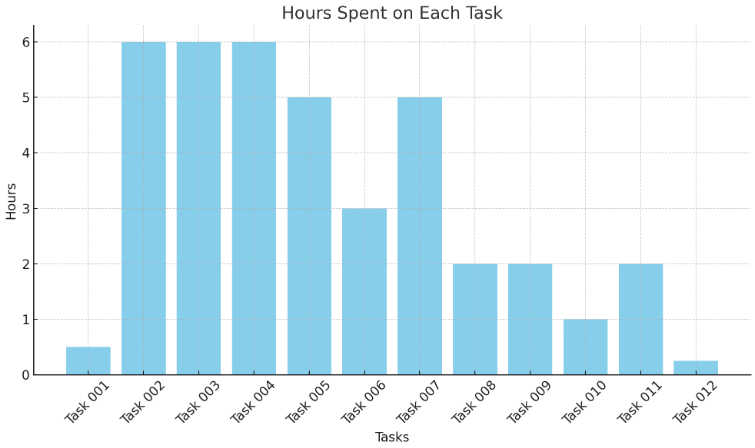 Hours Spent on Each Task
Hours
6
5
4
3
2
1
0
Task 001
Task 002
Task 003
Task 004
Task 005
Task 006
Task 007
Task 008
Task 009
Task 010
Task 011
Task 012
Tasks